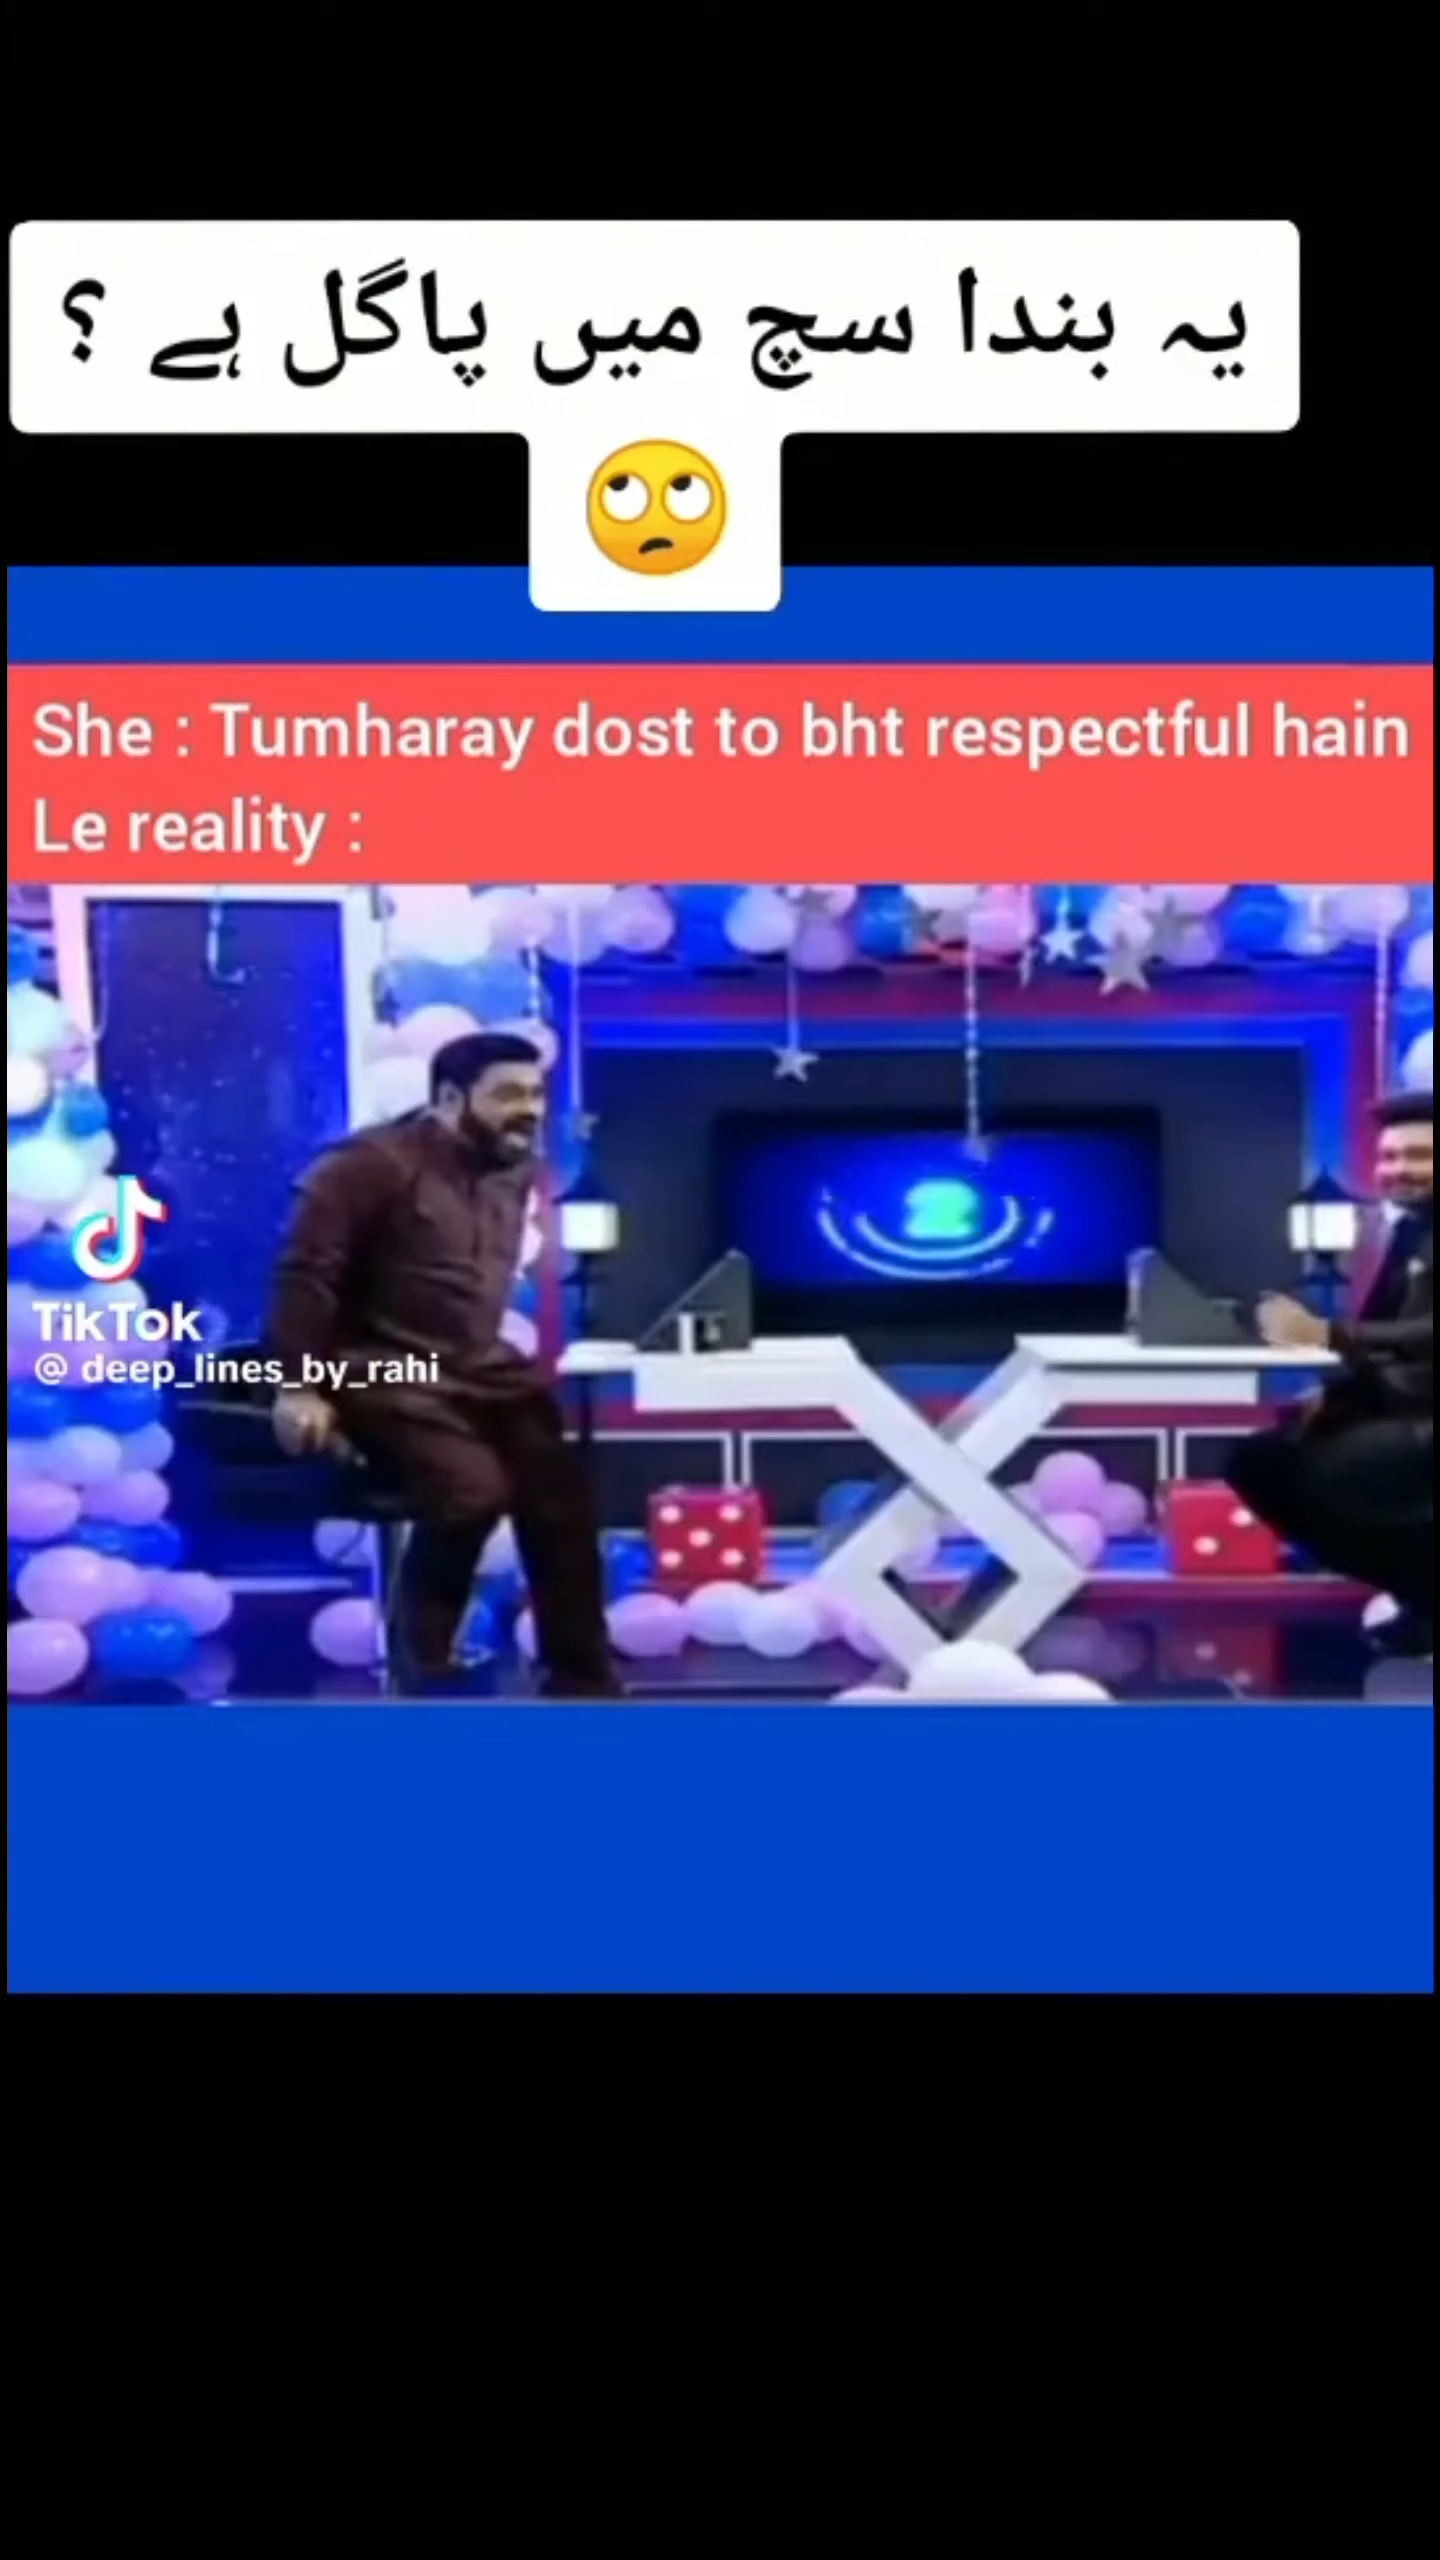 یہ بندا سچ میں پاگل ہے ؟
🙄
She : Tumharay dost to bht respectful hain
Le reality :
TikTok
@ deep_lines_by_rahi